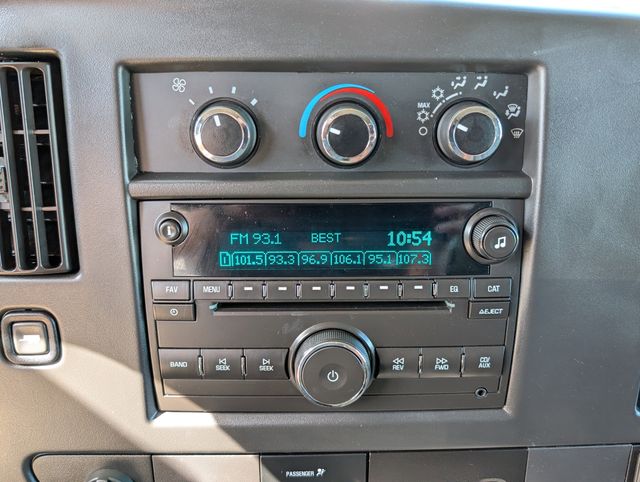 MAX
FM 93.1 BEST 10:54
1 101.5 93.3 96.9 106.1 95.1 107.3
FAV MENU EQ CAT
EJECT
BAND SEEK SEEK REV FWD CD/AUX
PASSENGER